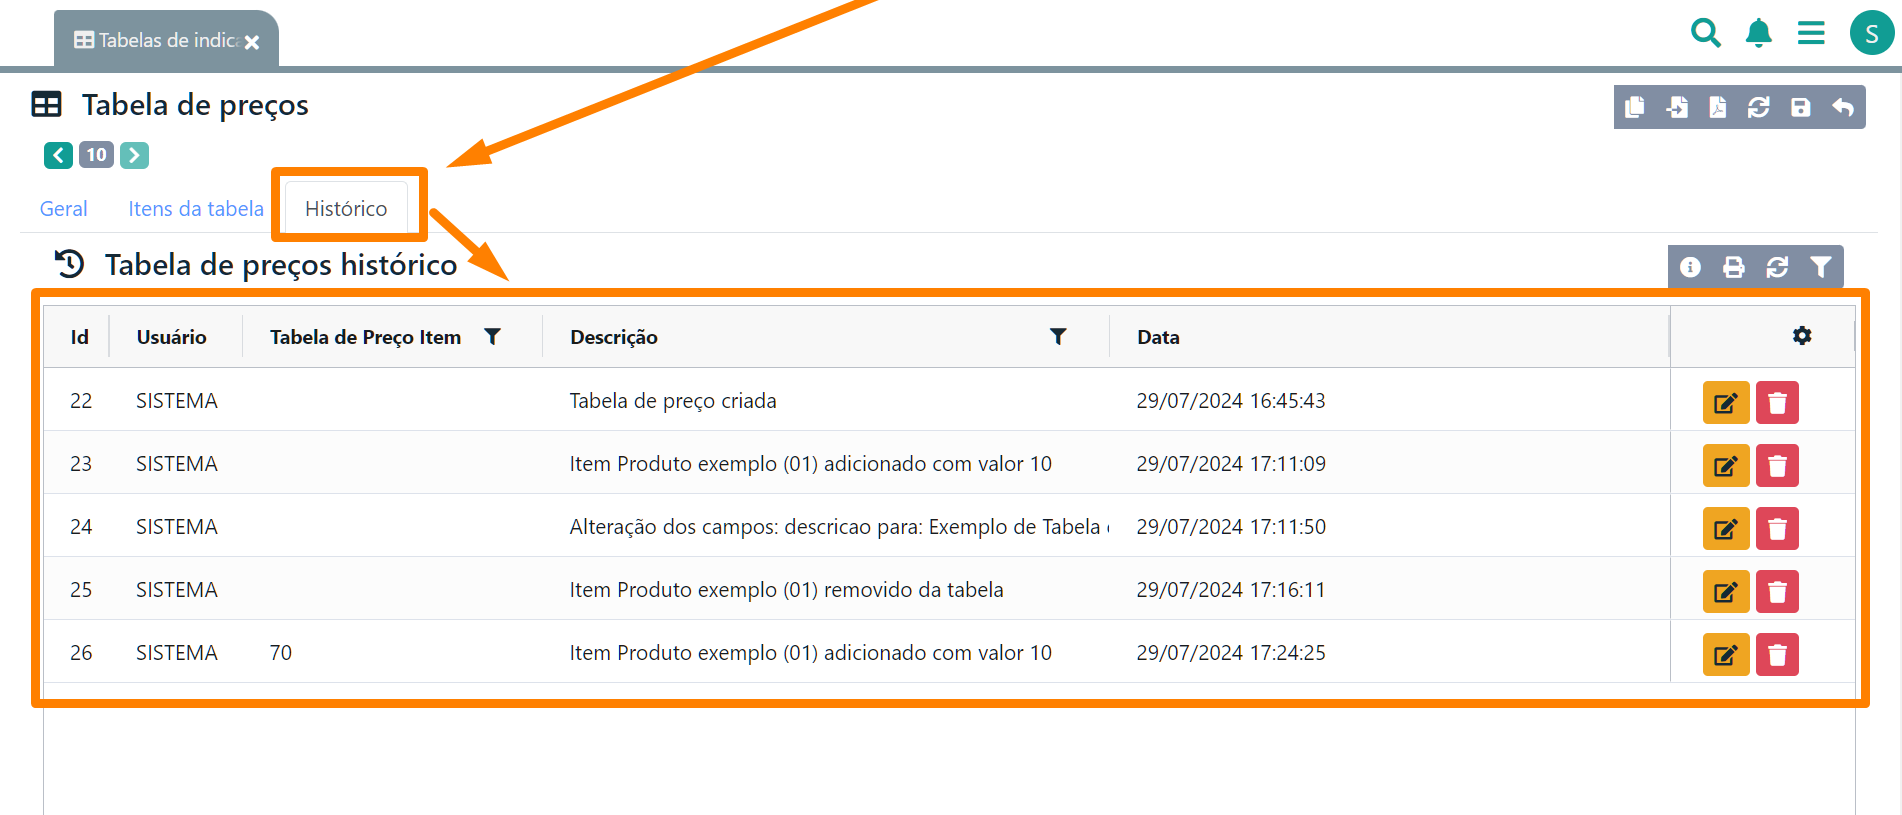 Tabelas de indic
S
Tabela de preços
10
Geral Itens da tabela Histórico
Tabela de preços histórico
Id Usuário Tabela de Preço Item Descrição Data
22 SISTEMA Tabela de preço criada 29/07/2024 16:45:43
23 SISTEMA Item Produto exemplo (01) adicionado com valor 10 29/07/2024 17:11:09
24 SISTEMA Alteração dos campos: descricao para: Exemplo de Tabela 29/07/2024 17:11:50
25 SISTEMA Item Produto exemplo (01) removido da tabela 29/07/2024 17:16:11
26 SISTEMA 70 Item Produto exemplo (01) adicionado com valor 10 29/07/2024 17:24:25